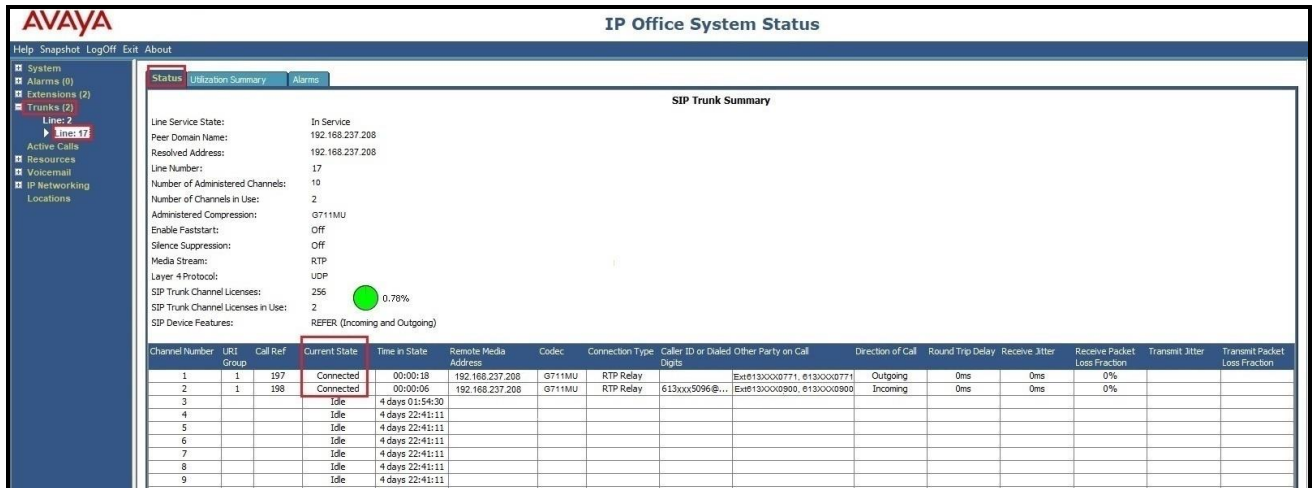 AVAYA
IP Office System Status
Help Snapshot LogOff Exit About
System
Alarms (0)
Extensions (2)
Trunks (2)
Line: 2
Line: 17
Active Calls
Resources
Voicemail
IP Networking
Locations
Status Utilization Summary Alarms
SIP Trunk Summary
Line Service State: In Service
Peer Domain Name: 192.168.237.208
Resolved Address: 192.168.237.208
Line Number: 17
Number of Administered Channels: 10
Number of Channels in Use: 2
Administered Compression: G711MU
Enable Faststart: Off
Silence Suppression: Off
Media Stream: RTP
Layer 4 Protocol: UDP
SIP Trunk Channel Licenses: 256
0.78%
SIP Trunk Channel Licenses in Use: 2
SIP Device Features: REFER (Incoming and Outgoing)
Channel Number URI Group Call Ref Current State Time in State Remote Media Address Codec Connection Type Caller ID or Dialed Digits Other Party on Call Direction of Call Round Trip Delay Receive Jitter Receive Packet Loss Fraction Transmit Jitter Transmit Packet Loss Fraction
1 1 197 Connected 00:00:18 192.168.237.208 G711MU RTP Relay Ext613XXX0771, 613XXX0771 Outgoing 0ms 0ms 0%
2 1 198 Connected 00:00:06 192.168.237.208 G711MU RTP Relay 613xxx5096@... Ext613XXX0900, 613XXX0900 Incoming 0ms 0ms 0%
3 Idle 4 days 01:54:30
4 Idle 4 days 22:41:11
5 Idle 4 days 22:41:11
6 Idle 4 days 22:41:11
7 Idle 4 days 22:41:11
8 Idle 4 days 22:41:11
9 Idle 4 days 22:41:11